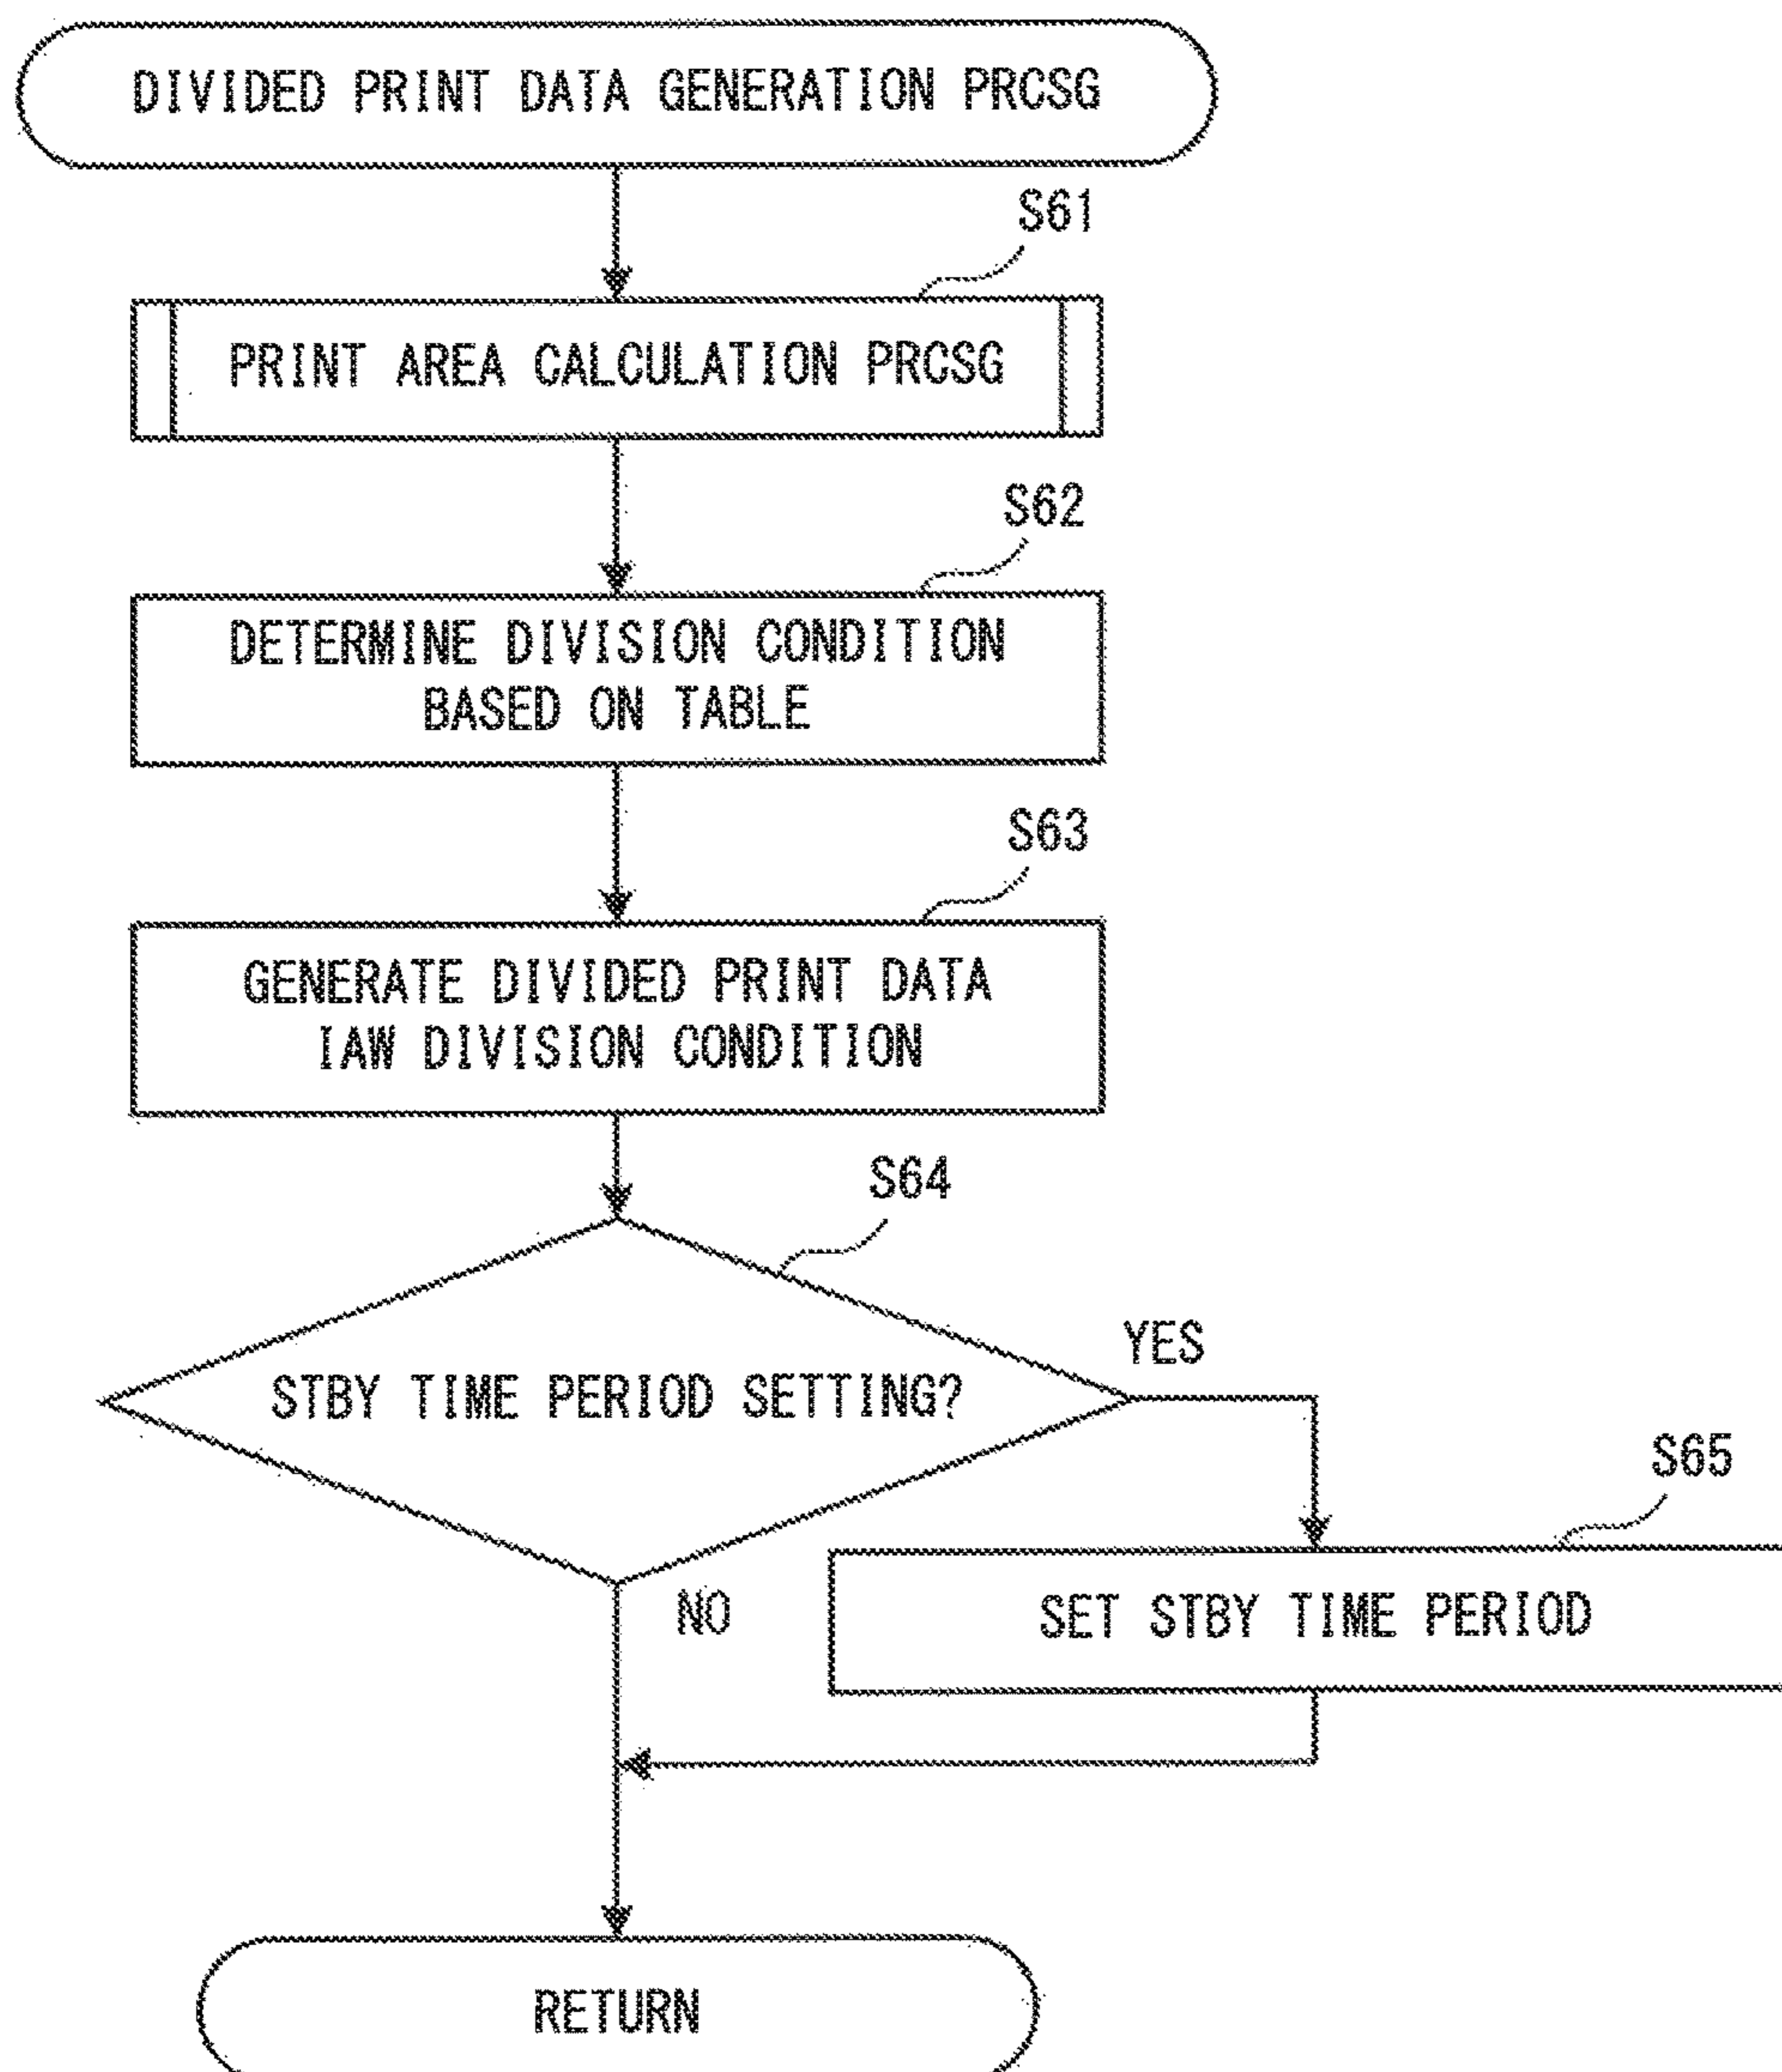 DIVIDED PRINT DATA GENERATION PRCSG
S61
PRINT AREA CALCULATION PRCSG
S62
DETERMINE DIVISION CONDITION
BASED ON TABLE
S63
GENERATE DIVIDED PRINT DATA
IAW DIVISION CONDITION
S64
STBY TIME PERIOD SETTING?
YES
S65
SET STBY TIME PERIOD
NO
RETURN